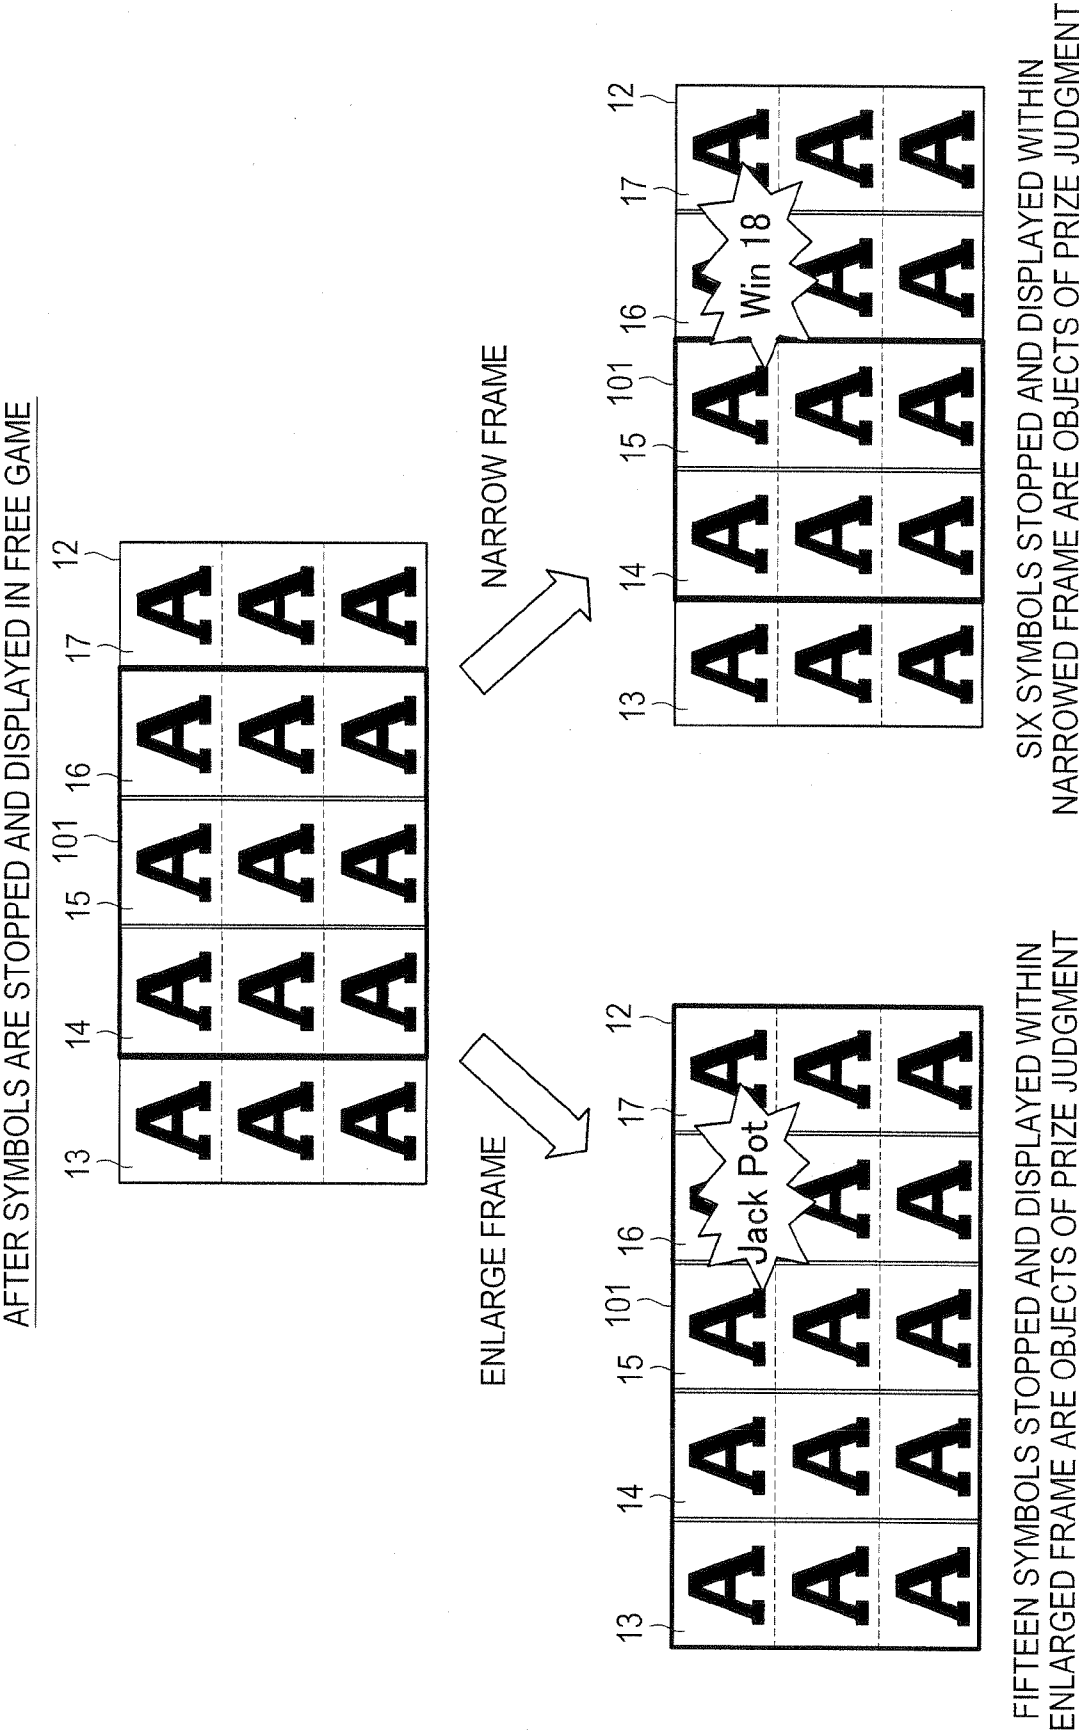 AFTER SYMBOLS ARE STOPPED AND DISPLAYED IN FREE GAME
13 14 15 101 16 17 12
A A A A A
A A A A A
A A A A A
ENLARGE FRAME
NARROW FRAME
13 14 15 101 16 17 12
A A A A A
Jack Pot
A A A A A
A A A A A
FIFTEEN SYMBOLS STOPPED AND DISPLAYED WITHIN
ENLARGED FRAME ARE OBJECTS OF PRIZE JUDGMENT
13 14 15 101 16 17 12
A A A A A
Win 18
A A A A A
A A A A A
SIX SYMBOLS STOPPED AND DISPLAYED WITHIN
NARROWED FRAME ARE OBJECTS OF PRIZE JUDGMENT